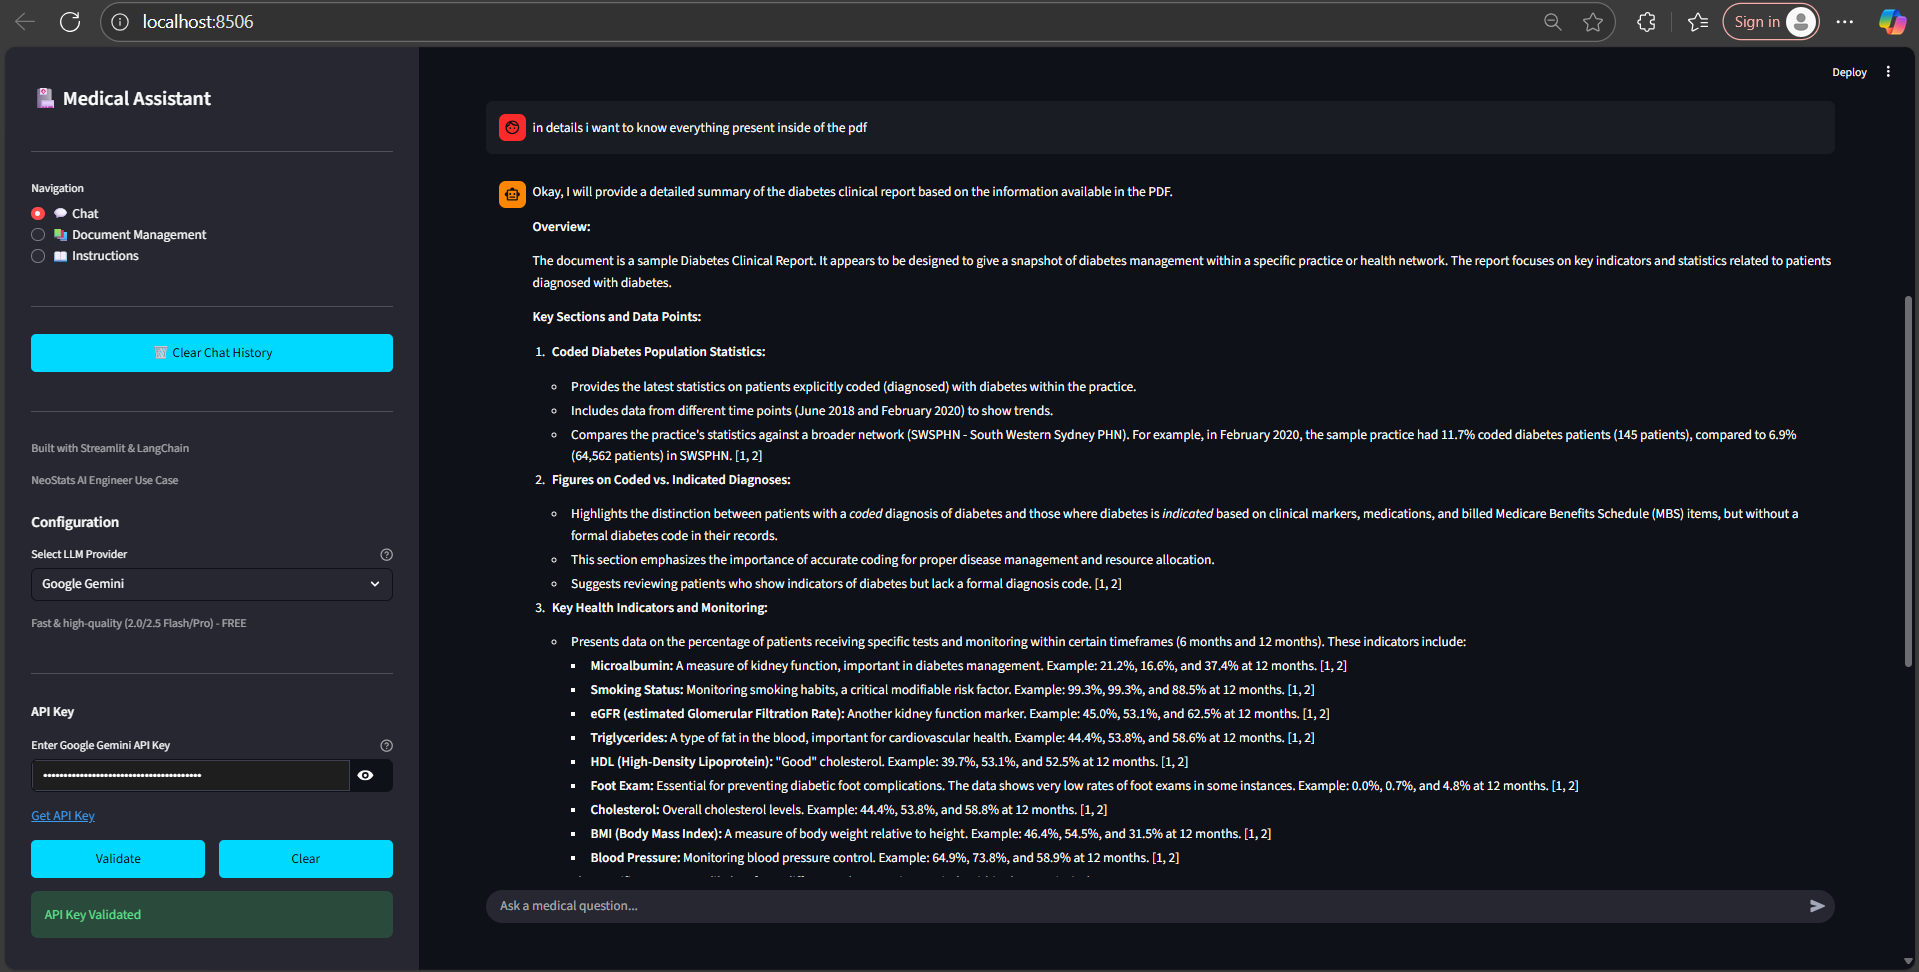 localhost:8506
Sign in
Medical Assistant
Navigation
Chat
Document Management
Instructions
Clear Chat History
Built with Streamlit & LangChain
NeoStats AI Engineer Use Case
Configuration
Select LLM Provider
Google Gemini
Fast & high-quality (2.0/2.5 Flash/Pro) - FREE
API Key
Enter Google Gemini API Key
••••••••••••••••••••••••••••••••••••••
Get API Key
Validate
Clear
API Key Validated
Deploy
in details i want to know everything present inside of the pdf
Okay, I will provide a detailed summary of the diabetes clinical report based on the information available in the PDF.
Overview:
The document is a sample Diabetes Clinical Report. It appears to be designed to give a snapshot of diabetes management within a specific practice or health network. The report focuses on key indicators and statistics related to patients
diagnosed with diabetes.
Key Sections and Data Points:
1. Coded Diabetes Population Statistics:
Provides the latest statistics on patients explicitly coded (diagnosed) with diabetes within the practice.
Includes data from different time points (June 2018 and February 2020) to show trends.
Compares the practice's statistics against a broader network (SWSPHN - South Western Sydney PHN). For example, in February 2020, the sample practice had 11.7% coded diabetes patients (145 patients), compared to 6.9%
(64,562 patients) in SWSPHN. [1, 2]
2. Figures on Coded vs. Indicated Diagnoses:
Highlights the distinction between patients with a coded diagnosis of diabetes and those where diabetes is indicated based on clinical markers, medications, and billed Medicare Benefits Schedule (MBS) items, but without a
formal diabetes code in their records.
This section emphasizes the importance of accurate coding for proper disease management and resource allocation.
Suggests reviewing patients who show indicators of diabetes but lack a formal diagnosis code. [1, 2]
3. Key Health Indicators and Monitoring:
Presents data on the percentage of patients receiving specific tests and monitoring within certain timeframes (6 months and 12 months). These indicators include:
Microalbumin: A measure of kidney function, important in diabetes management. Example: 21.2%, 16.6%, and 37.4% at 12 months. [1, 2]
Smoking Status: Monitoring smoking habits, a critical modifiable risk factor. Example: 99.3%, 99.3%, and 88.5% at 12 months. [1, 2]
eGFR (estimated Glomerular Filtration Rate): Another kidney function marker. Example: 45.0%, 53.1%, and 62.5% at 12 months. [1, 2]
Triglycerides: A type of fat in the blood, important for cardiovascular health. Example: 44.4%, 53.8%, and 58.6% at 12 months. [1, 2]
HDL (High-Density Lipoprotein): "Good" cholesterol. Example: 39.7%, 53.1%, and 52.5% at 12 months. [1, 2]
Foot Exam: Essential for preventing diabetic foot complications. The data shows very low rates of foot exams in some instances. Example: 0.0%, 0.7%, and 4.8% at 12 months. [1, 2]
Cholesterol: Overall cholesterol levels. Example: 44.4%, 53.8%, and 58.8% at 12 months. [1, 2]
BMI (Body Mass Index): A measure of body weight relative to height. Example: 46.4%, 54.5%, and 31.5% at 12 months. [1, 2]
Blood Pressure: Monitoring blood pressure control. Example: 64.9%, 73.8%, and 58.9% at 12 months. [1, 2]
Ask a medical question...